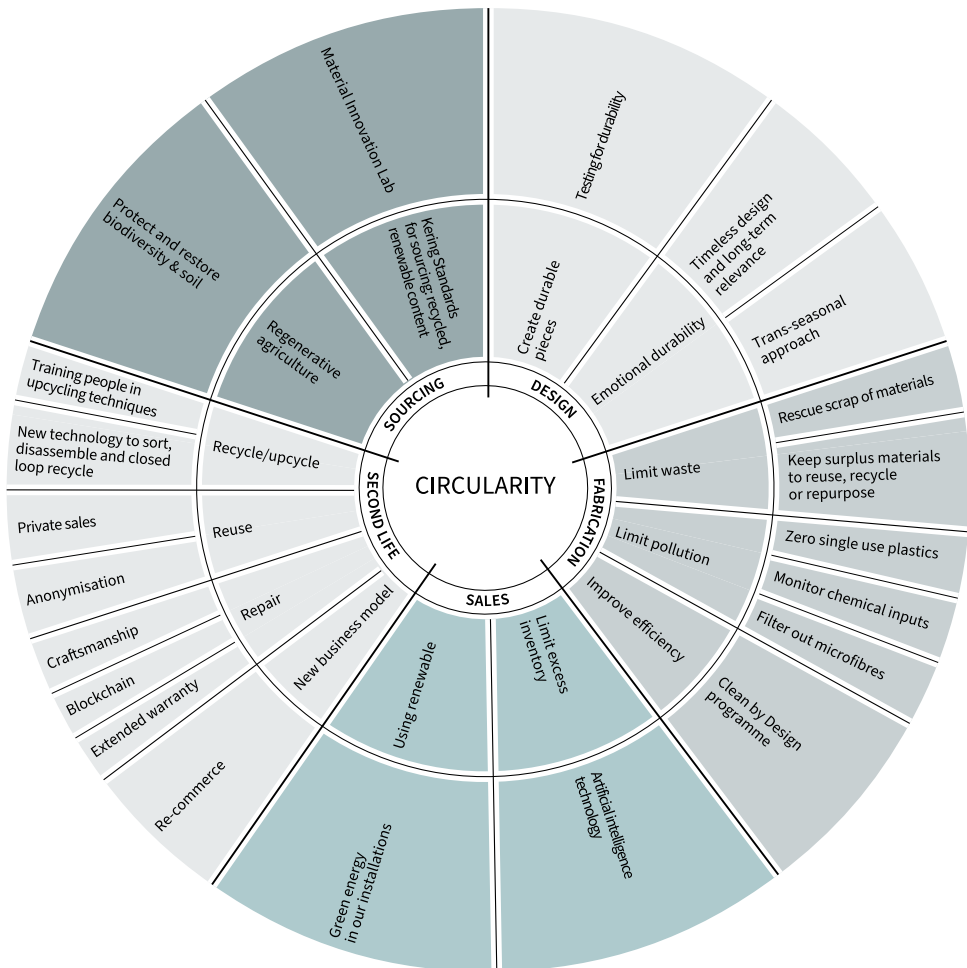 CIRCULARITY
DESIGN
Create durable
pieces
Testing for durability
Emotional durability
Timeless design
and long-term
relevance
Trans-seasonal
approach
FABRICATION
Limit waste
Rescue scrap of materials
Keep surplus materials
to reuse, recycle
or repurpose
Limit pollution
Zero single use plastics
Monitor chemical inputs
Filter out microfibres
Improve efficiency
Clean by Design
programme
SALES
Limit excess
inventory
Artificial intelligence
technology
Using renewable
Green energy
in our installations
SECOND LIFE
New business model
Re-commerce
Repair
Extended warranty
Blockchain
Craftsmanship
Reuse
Anonymisation
Private sales
Recycle/upcycle
New technology to sort,
disassemble and closed
loop recycle
Training people in
upcycling techniques
SOURCING
Regenerative
agriculture
Protect and restore
biodiversity & soil
Kering Standards
for sourcing: recycled,
renewable content
Material Innovation Lab